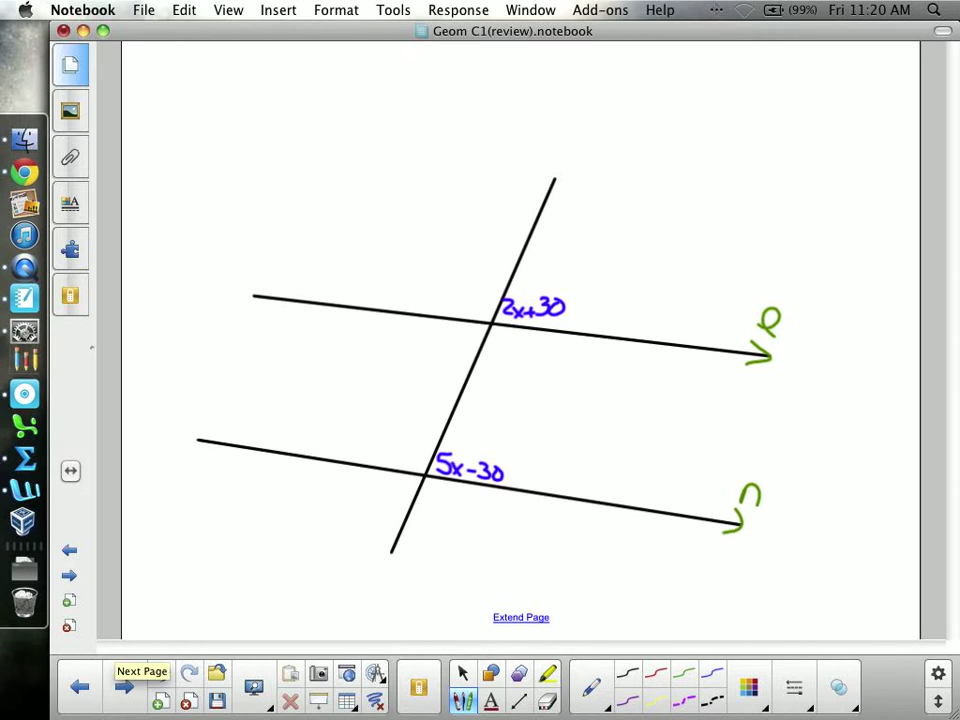 Notebook File Edit View Insert Format Tools Response Window Add-ons Help ••• (99%) Fri 11:20 AM
Geom C1(review).notebook
2x+30
5x-30
n
Extend Page
Next Page
A